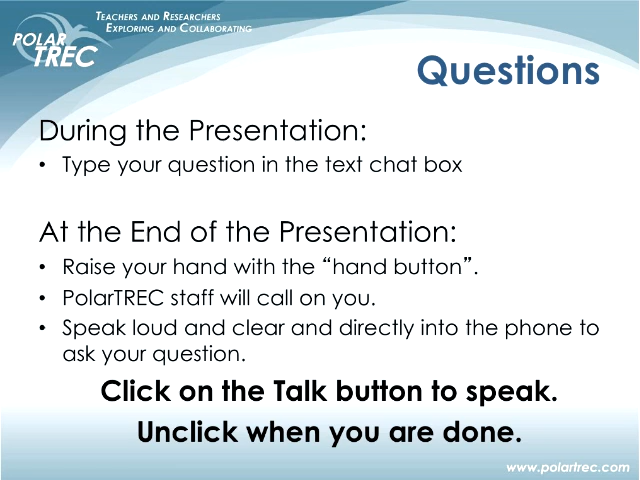 TEACHERS AND RESEARCHERS
EXPLORING AND COLLABORATING
POLAR
TREC
Questions
During the Presentation:
• Type your question in the text chat box
At the End of the Presentation:
• Raise your hand with the “hand button”.
• PolarTREC staff will call on you.
• Speak loud and clear and directly into the phone to
ask your question.
Click on the Talk button to speak.
Unclick when you are done.
www.polartrec.com